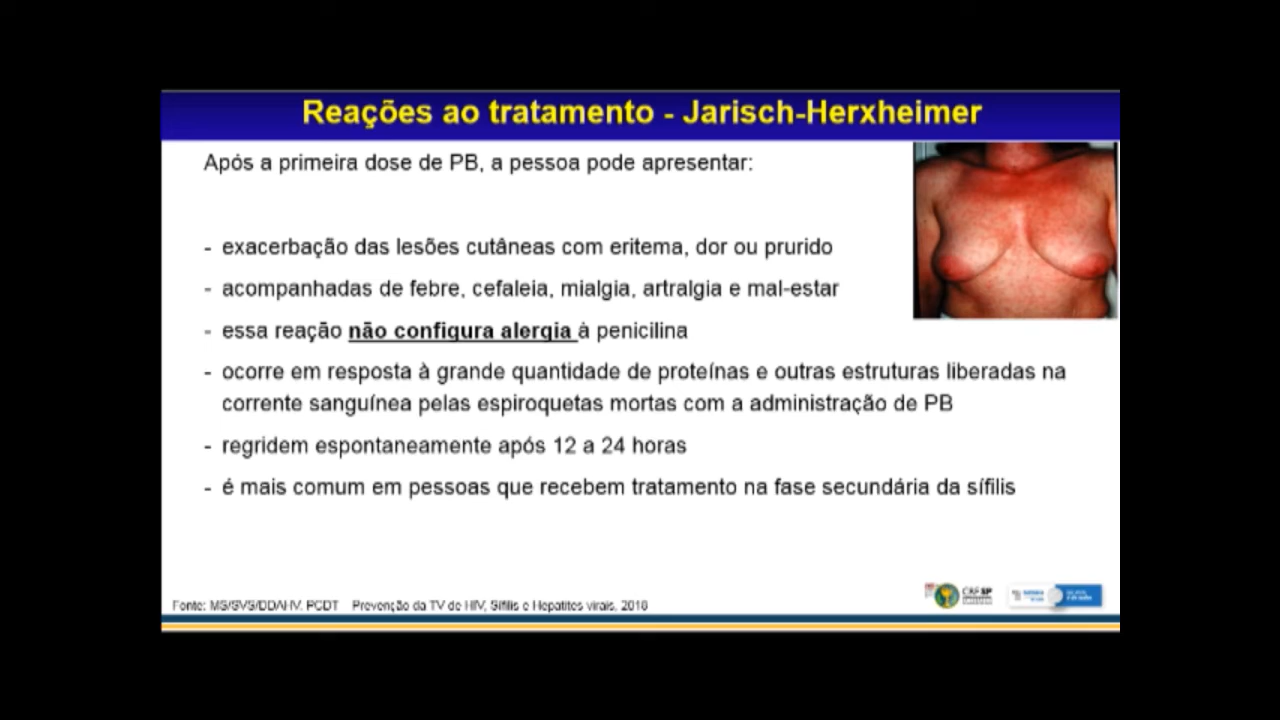 Reações ao tratamento - Jarisch-Herxheimer
Após a primeira dose de PB, a pessoa pode apresentar:
- exacerbação das lesões cutâneas com eritema, dor ou prurido
- acompanhadas de febre, cefaleia, mialgia, artralgia e mal-estar
- essa reação não configura alergia à penicilina
- ocorre em resposta à grande quantidade de proteínas e outras estruturas liberadas na
corrente sanguínea pelas espiroquetas mortas com a administração de PB
- regridem espontaneamente após 12 a 24 horas
- é mais comum em pessoas que recebem tratamento na fase secundária da sífilis
Fonte: MS/SVS/DDAHV. PCDT Prevenção da TV de HIV, Sífilis e Hepatites virais, 2018
CRF SP